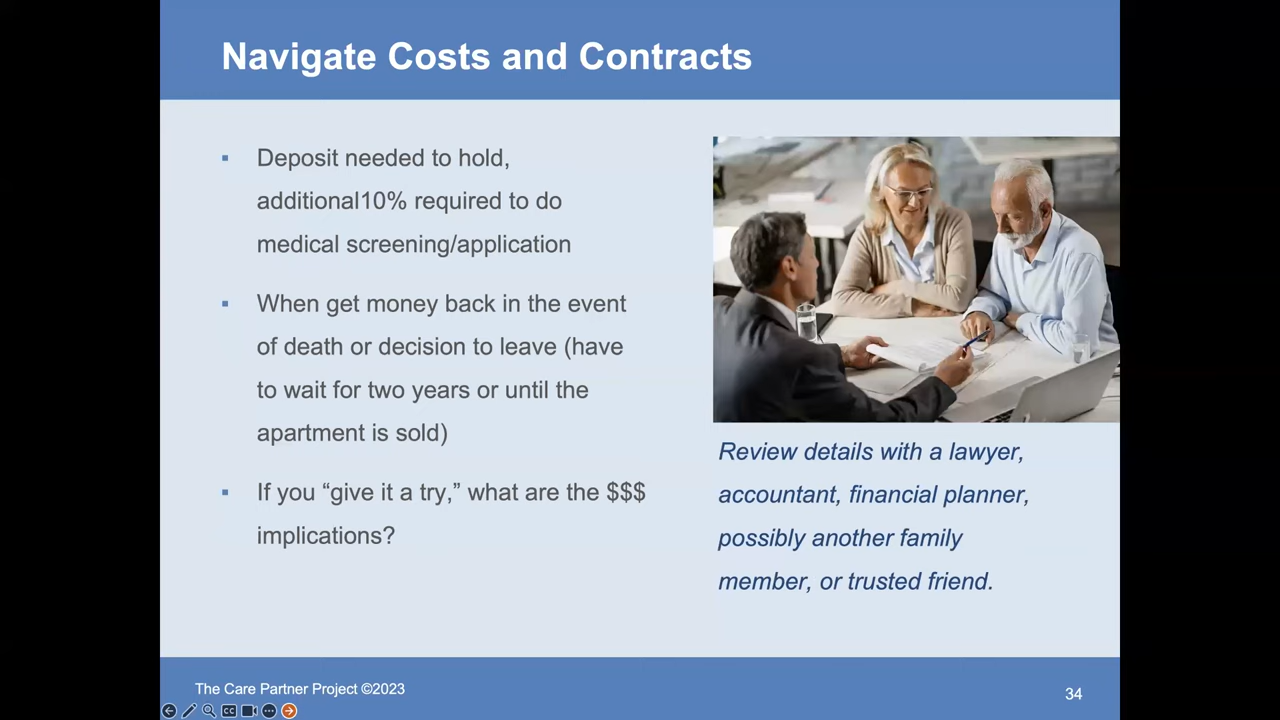 Navigate Costs and Contracts
▪ Deposit needed to hold,
additional10% required to do
medical screening/application
▪ When get money back in the event
of death or decision to leave (have
to wait for two years or until the
apartment is sold)
▪ If you “give it a try,” what are the $$$
implications?
Review details with a lawyer,
accountant, financial planner,
possibly another family
member, or trusted friend.
The Care Partner Project ©2023
34
CC